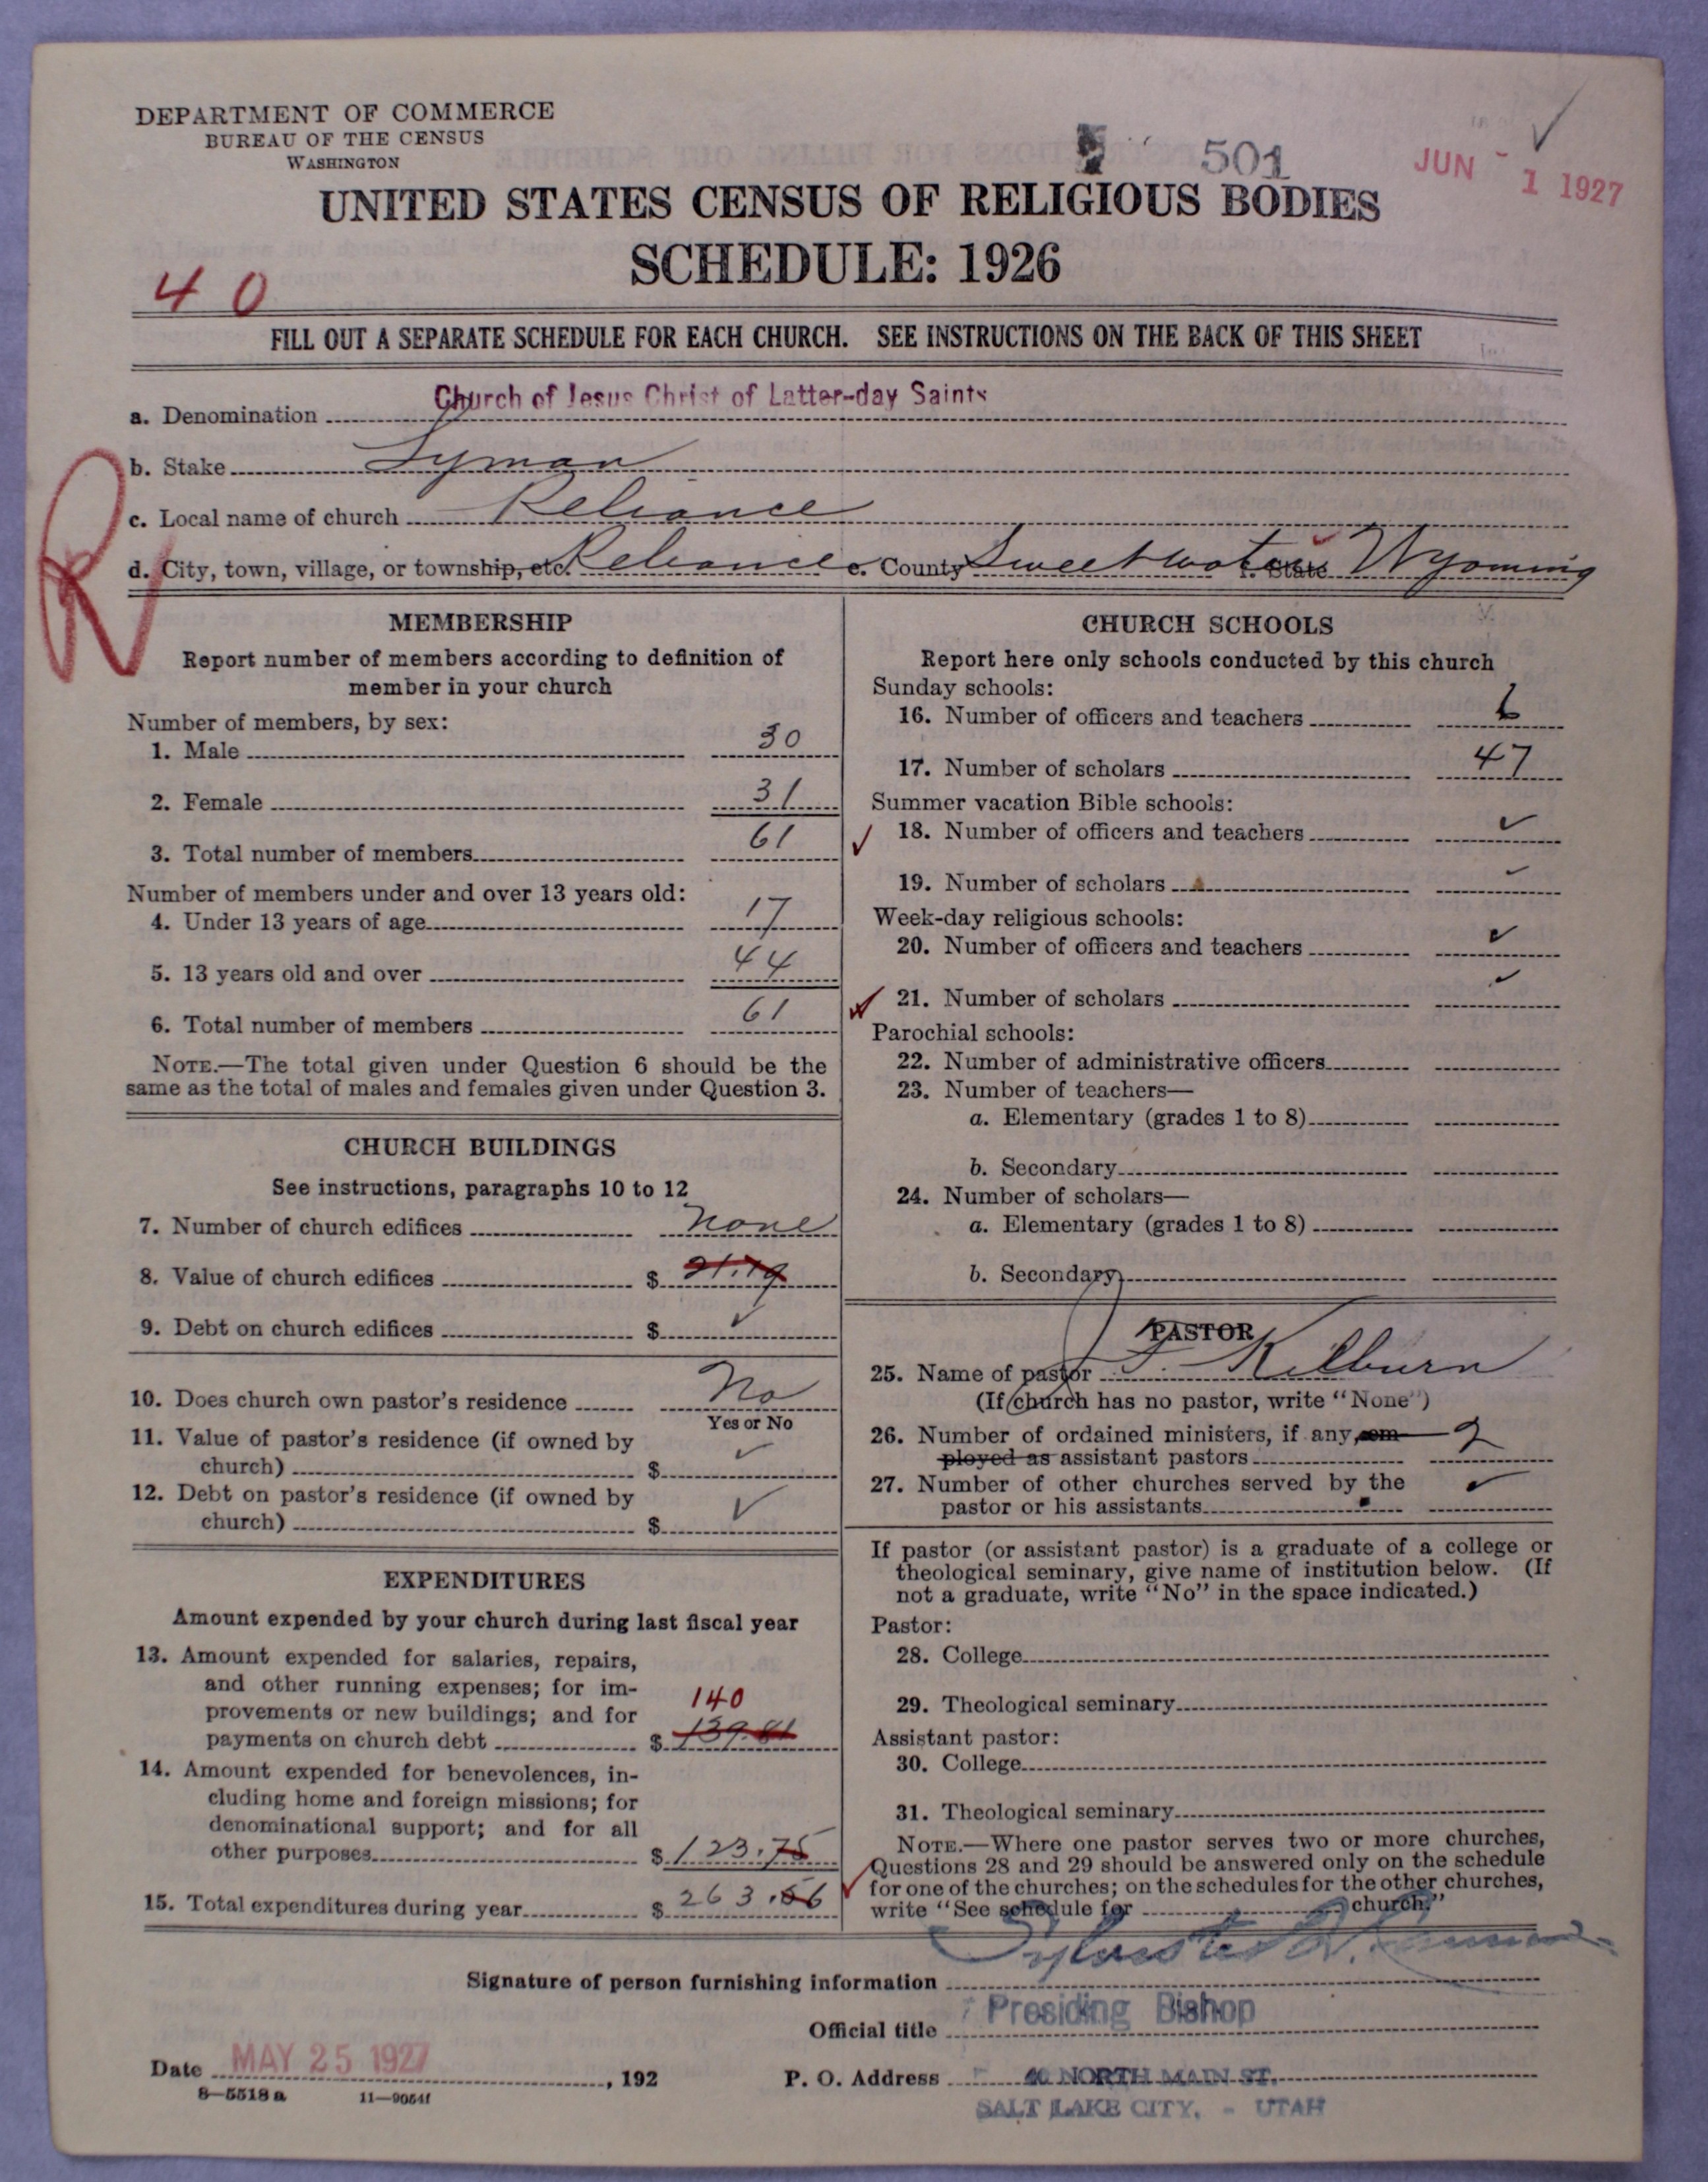 DEPARTMENT OF COMMERCE
BUREAU OF THE CENSUS
WASHINGTON
501
JUN - 1 1927
UNITED STATES CENSUS OF RELIGIOUS BODIES
SCHEDULE: 1926
40
FILL OUT A SEPARATE SCHEDULE FOR EACH CHURCH. SEE INSTRUCTIONS ON THE BACK OF THIS SHEET
a. Denomination Church of Jesus Christ of Latter-day Saints
b. Stake Lyman
c. Local name of church Reliance
R
d. City, town, village, or township, etc. Reliance e. County Sweetwater f. State Wyoming
MEMBERSHIP
Report number of members according to definition of
member in your church
Number of members, by sex:
1. Male 30
2. Female 31
3. Total number of members 61
Number of members under and over 13 years old:
4. Under 13 years of age 17
5. 13 years old and over 44
6. Total number of members 61
NOTE.—The total given under Question 6 should be the
same as the total of males and females given under Question 3.
CHURCH BUILDINGS
See instructions, paragraphs 10 to 12
7. Number of church edifices none
8. Value of church edifices $
9. Debt on church edifices $ ✓
10. Does church own pastor's residence No
Yes or No
11. Value of pastor's residence (if owned by
church) $ ✓
12. Debt on pastor's residence (if owned by
church) $ ✓
EXPENDITURES
Amount expended by your church during last fiscal year
13. Amount expended for salaries, repairs,
and other running expenses; for im-
provements or new buildings; and for 140
payments on church debt $ 139.81
14. Amount expended for benevolences, in-
cluding home and foreign missions; for
denominational support; and for all
other purposes $ 123.75
15. Total expenditures during year $ 263.56
CHURCH SCHOOLS
Report here only schools conducted by this church
Sunday schools:
16. Number of officers and teachers 6
17. Number of scholars 47
Summer vacation Bible schools:
✓ 18. Number of officers and teachers ✓
19. Number of scholars ✓
Week-day religious schools:
20. Number of officers and teachers ✓
✓ 21. Number of scholars ✓
Parochial schools:
22. Number of administrative officers
23. Number of teachers—
a. Elementary (grades 1 to 8)
b. Secondary
24. Number of scholars—
a. Elementary (grades 1 to 8)
b. Secondary
PASTOR
25. Name of pastor J. F. Kilburn
(If church has no pastor, write "None")
26. Number of ordained ministers, if any, em- 2
ployed as assistant pastors
27. Number of other churches served by the ✓
pastor or his assistants
If pastor (or assistant pastor) is a graduate of a college or
theological seminary, give name of institution below. (If
not a graduate, write "No" in the space indicated.)
Pastor:
28. College
29. Theological seminary
Assistant pastor:
30. College
31. Theological seminary
NOTE.—Where one pastor serves two or more churches,
✓ Questions 28 and 29 should be answered only on the schedule
for one of the churches; on the schedules for the other churches,
write "See schedule for church."
Signature of person furnishing information Sylvester Q. Cannon
Official title Presiding Bishop
Date MAY 25 1927, 192
P. O. Address 40 NORTH MAIN ST.
SALT LAKE CITY, - UTAH
8—5518 a 11—9054f